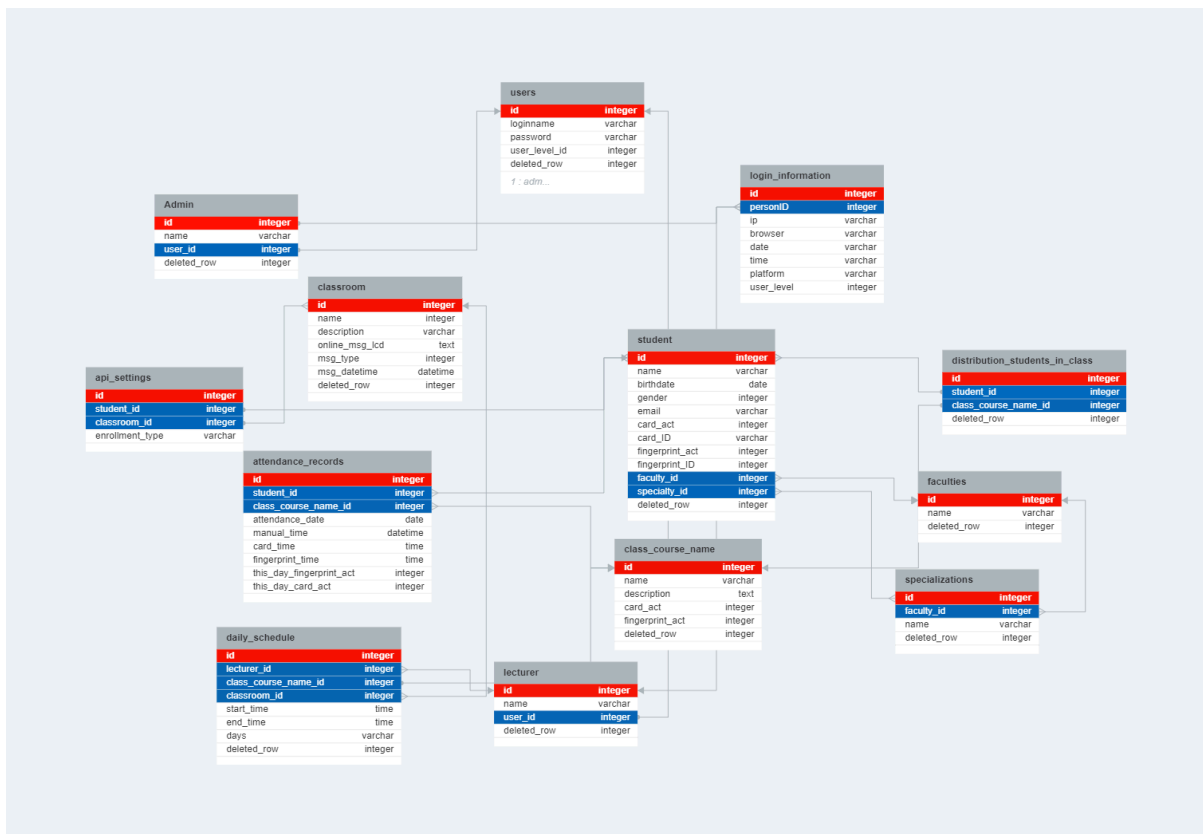 users
id integer
loginname varchar
password varchar
user_level_id integer
deleted_row integer
1 : adm...
login_information
id integer
personID integer
ip varchar
browser varchar
date varchar
time varchar
platform varchar
user_level integer
Admin
id integer
name varchar
user_id integer
deleted_row integer
classroom
id integer
name integer
description varchar
online_msg_lcd text
msg_type integer
msg_datetime datetime
deleted_row integer
student
id integer
name varchar
birthdate date
gender integer
email varchar
card_act integer
card_ID varchar
fingerprint_act integer
fingerprint_ID integer
faculty_id integer
specialty_id integer
deleted_row integer
distribution_students_in_class
id integer
student_id integer
class_course_name_id integer
deleted_row integer
api_settings
id integer
student_id integer
classroom_id integer
enrollment_type varchar
attendance_records
id integer
student_id integer
class_course_name_id integer
attendance_date date
manual_time datetime
card_time time
fingerprint_time time
this_day_fingerprint_act integer
this_day_card_act integer
faculties
id integer
name varchar
deleted_row integer
class_course_name
id integer
name varchar
description text
card_act integer
fingerprint_act integer
deleted_row integer
specializations
id integer
faculty_id integer
name varchar
deleted_row integer
daily_schedule
id integer
lecturer_id integer
class_course_name_id integer
classroom_id integer
start_time time
end_time time
days varchar
deleted_row integer
lecturer
id integer
name varchar
user_id integer
deleted_row integer